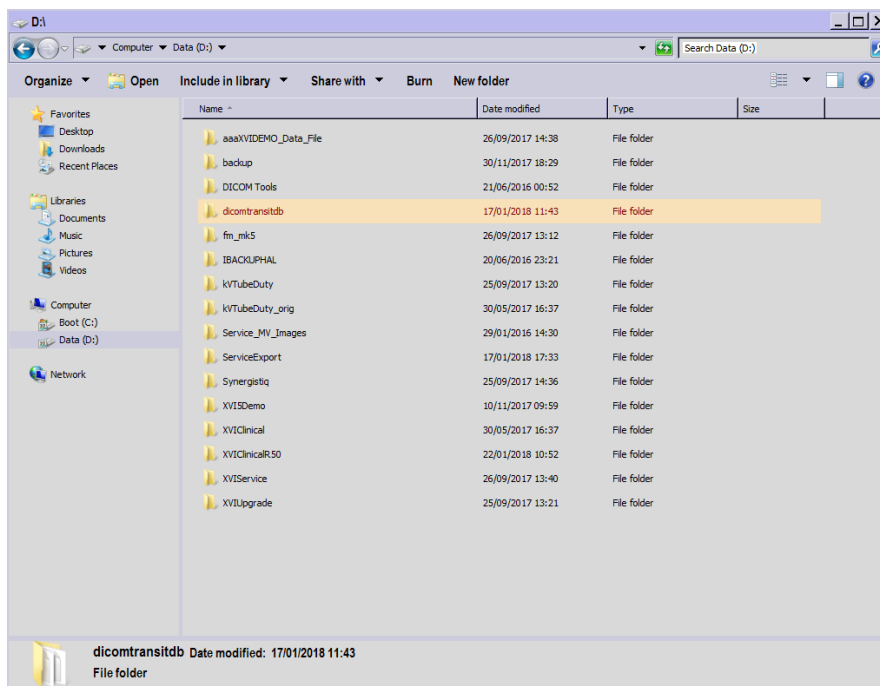 D:\
Computer Data (D:) Search Data (D:)
Organize Open Include in library Share with Burn New folder
Favorites
Desktop
Downloads
Recent Places
Libraries
Documents
Music
Pictures
Videos
Computer
Boot (C:)
Data (D:)
Network
Name Date modified Type Size
aaaXVIDEMO_Data_File 26/09/2017 14:38 File folder
backup 30/11/2017 18:29 File folder
DICOM Tools 21/06/2016 00:52 File folder
dicomtransitdb 17/01/2018 11:43 File folder
fm_mk5 26/09/2017 13:12 File folder
IBACKUPHAL 20/06/2016 23:21 File folder
kVTubeDuty 25/09/2017 13:20 File folder
kVTubeDuty_orig 30/05/2017 16:37 File folder
Service_MV_Images 29/01/2016 14:30 File folder
ServiceExport 17/01/2018 17:33 File folder
Synergistiq 25/09/2017 14:36 File folder
XVI5Demo 10/11/2017 09:59 File folder
XVIClinical 30/05/2017 16:37 File folder
XVIClinicalR50 22/01/2018 10:52 File folder
XVIService 26/09/2017 13:40 File folder
XVIUpgrade 25/09/2017 13:21 File folder
dicomtransitdb Date modified: 17/01/2018 11:43
File folder